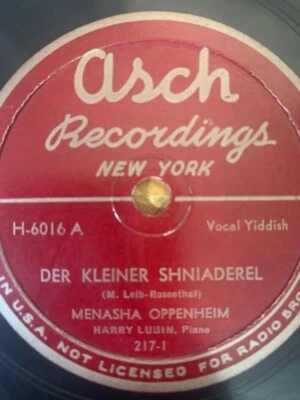 asch
Recordings
NEW YORK
H-6016 A Vocal Yiddish
DER KLEINER SHNIADEREL
(M. Leib-Rosenthal)
MENASHA OPPENHEIM
HARRY LUBIN, Piano
217-1
IN U.S.A. NOT LICENSED FOR RADIO